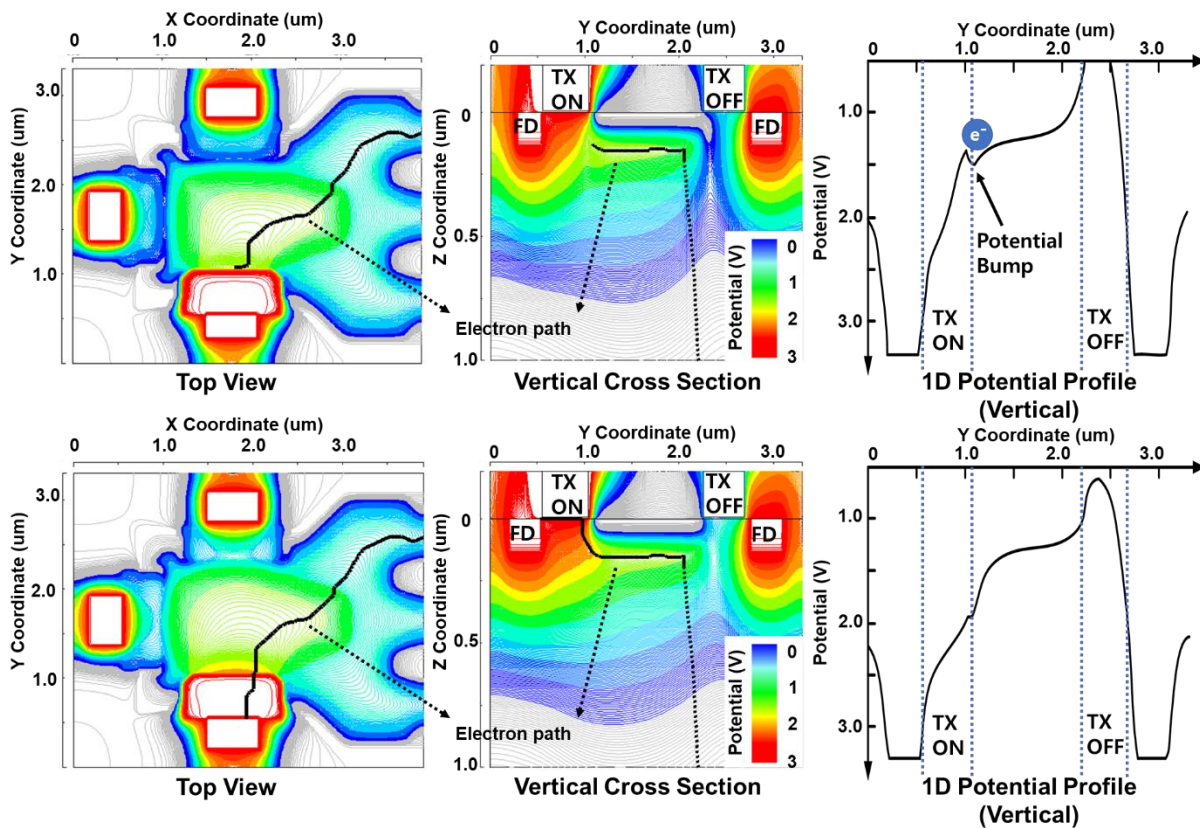 X Coordinate (um)
0 1.0 2.0 3.0
Y Coordinate (um)
3.0
2.0
1.0
Top View
Electron path
Y Coordinate (um)
0 1.0 2.0 3.0
Z Coordinate (um)
0
0.5
1.0
TX
ON
TX
OFF
FD
FD
Potential (V)
0
1
2
3
Vertical Cross Section
Y Coordinate (um)
0 1.0 2.0 3.0
Potential (V)
1.0
2.0
3.0
e-
Potential
Bump
TX
ON
TX
OFF
1D Potential Profile
(Vertical)
X Coordinate (um)
0 1.0 2.0 3.0
Y Coordinate (um)
3.0
2.0
1.0
Top View
Electron path
Y Coordinate (um)
0 1.0 2.0 3.0
Z Coordinate (um)
0
0.5
1.0
TX
ON
TX
OFF
FD
FD
Potential (V)
0
1
2
3
Vertical Cross Section
Y Coordinate (um)
0 1.0 2.0 3.0
Potential (V)
1.0
2.0
3.0
TX
ON
TX
OFF
1D Potential Profile
(Vertical)